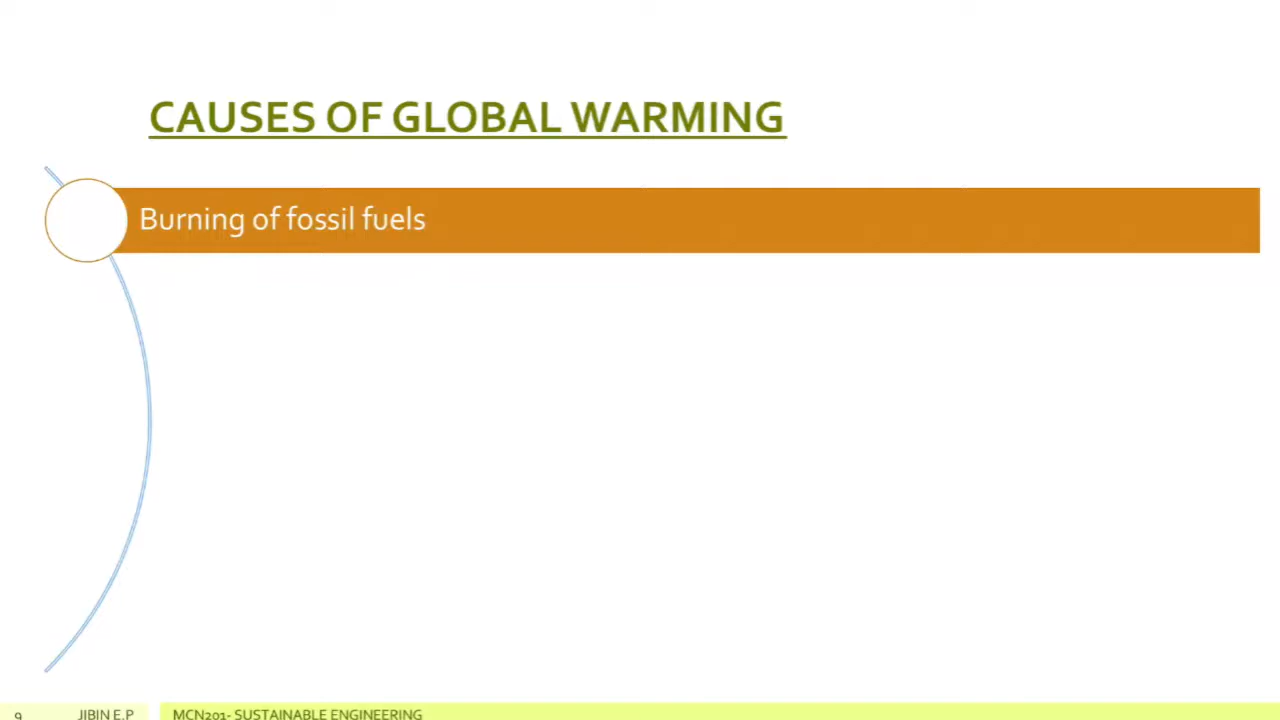 CAUSES OF GLOBAL WARMING
Burning of fossil fuels
9 JIBIN E.P MCN201- SUSTAINABLE ENGINEERING